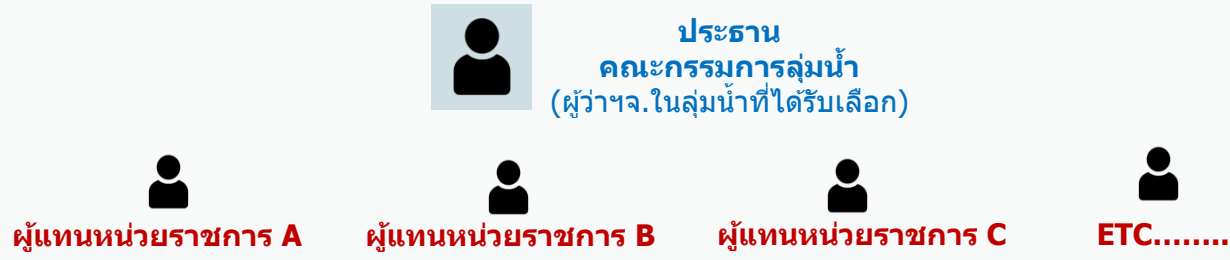 ประธาน
คณะกรรมการลุ่มน้ำ
(ผู้ว่าฯจ.ในลุ่มน้ำที่ได้รับเลือก)
ผู้แทนหน่วยราชการ A
ผู้แทนหน่วยราชการ B
ผู้แทนหน่วยราชการ C
ETC........